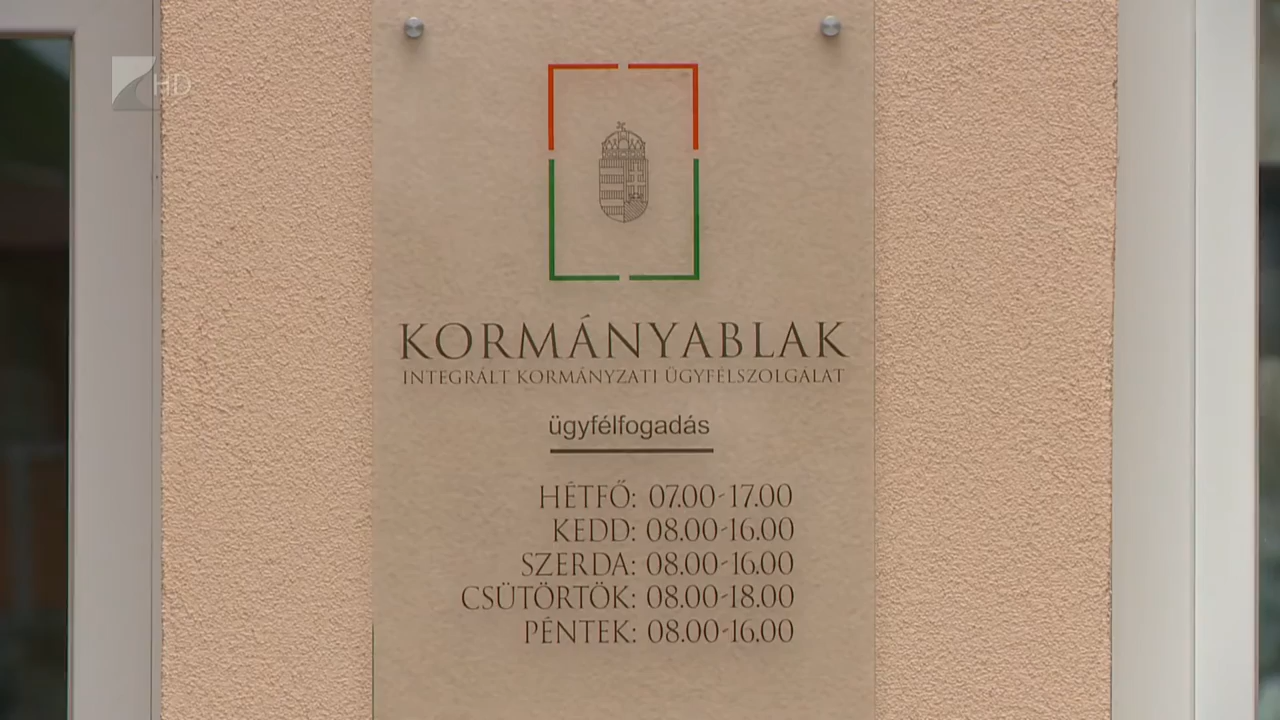 HD
KORMÁNYABLAK
INTEGRÁLT KORMÁNYZATI ÜGYFÉLSZOLGÁLAT
ügyfélfogadás
HÉTFŐ: 07.00-17.00
KEDD: 08.00-16.00
SZERDA: 08.00-16.00
CSÜTÖRTÖK: 08.00-18.00
PÉNTEK: 08.00-16.00